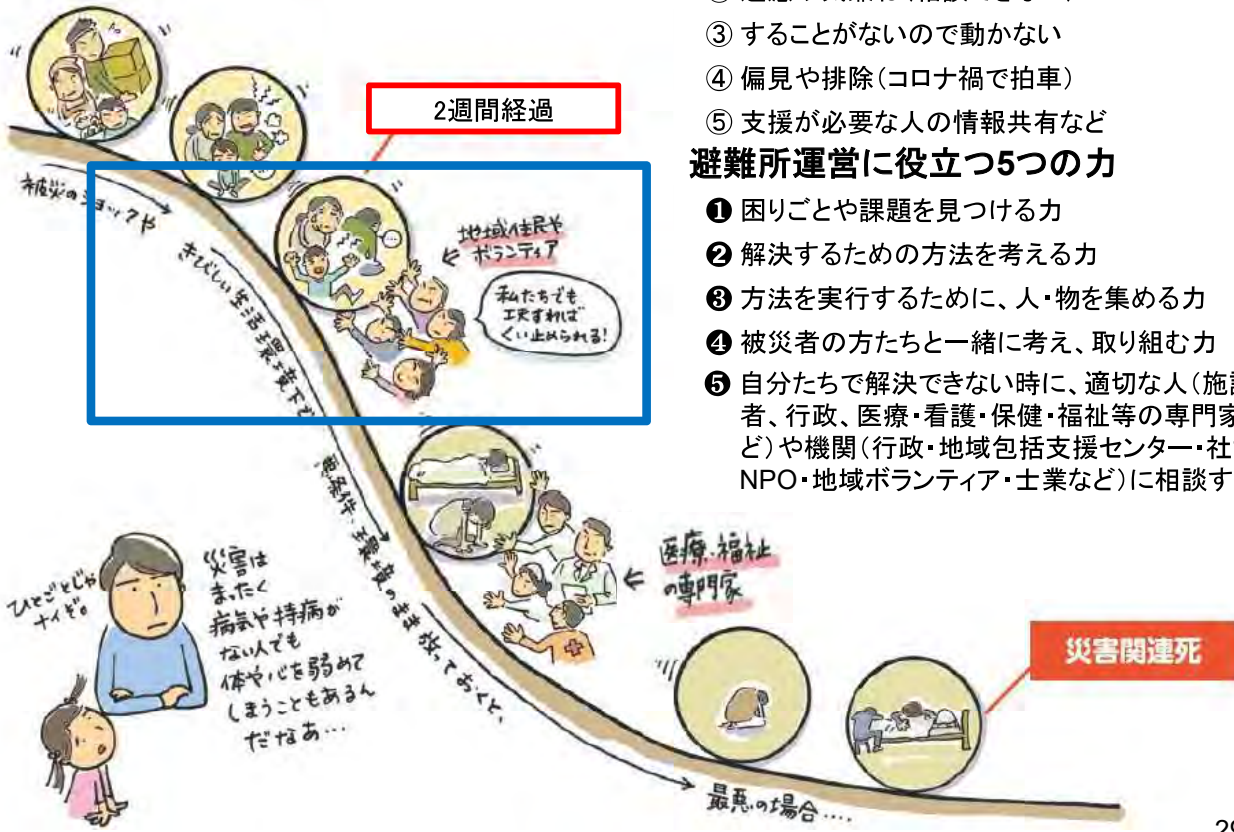 ③ することがないので動かない
④ 偏見や排除（コロナ禍で拍車）
⑤ 支援が必要な人の情報共有など
避難所運営に役立つ5つの力
❶ 困りごとや課題を見つける力
❷ 解決するための方法を考える力
❸ 方法を実行するために、人・物を集める力
❹ 被災者の方たちと一緒に考え、取り組む力
❺ 自分たちで解決できない時に、適切な人（施設
者、行政、医療・看護・保健・福祉等の専門家
ど）や機関（行政・地域包括支援センター・社
NPO・地域ボランティア・士業など）に相談す
2週間経過
被災のショックや
きびしい生活環境下で
悪条件・環境のまま放っておくと、
最悪の場合‥‥
地域住民や
ボランティア
私たちでも
工夫すれば
くい止められる!
医療・福祉
の専門家
災害関連死
ひとごとじゃ
ナイぞ。
災害は
まったく
病気や持病が
ない人でも
体や心を弱めて
しまうこともあるん
だなあ…
29